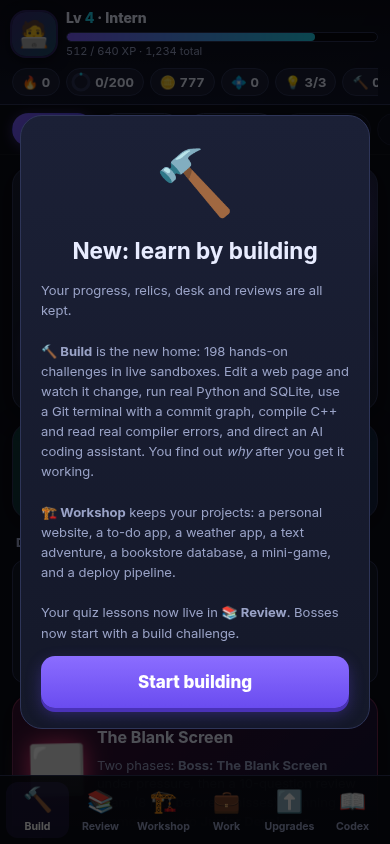 Lv 4 · Intern
512 / 640 XP · 1,234 total
0
0/200
777
0
3/3
New: learn by building
Your progress, relics, desk and reviews are all
kept.
Build is the new home: 198 hands-on
challenges in live sandboxes. Edit a web page and
watch it change, run real Python and SQLite, use
a Git terminal with a commit graph, compile C++
and read real compiler errors, and direct an AI
coding assistant. You find out why after you get it
working.
Workshop keeps your projects: a personal
website, a to-do app, a weather app, a text
adventure, a bookstore database, a mini-game,
and a deploy pipeline.
Your quiz lessons now live in Review. Bosses
now start with a build challenge.
Start building
The Blank Screen
Two phases: Boss: The Blank Screen
Build
Review
Workshop
Work
Upgrades
Codex